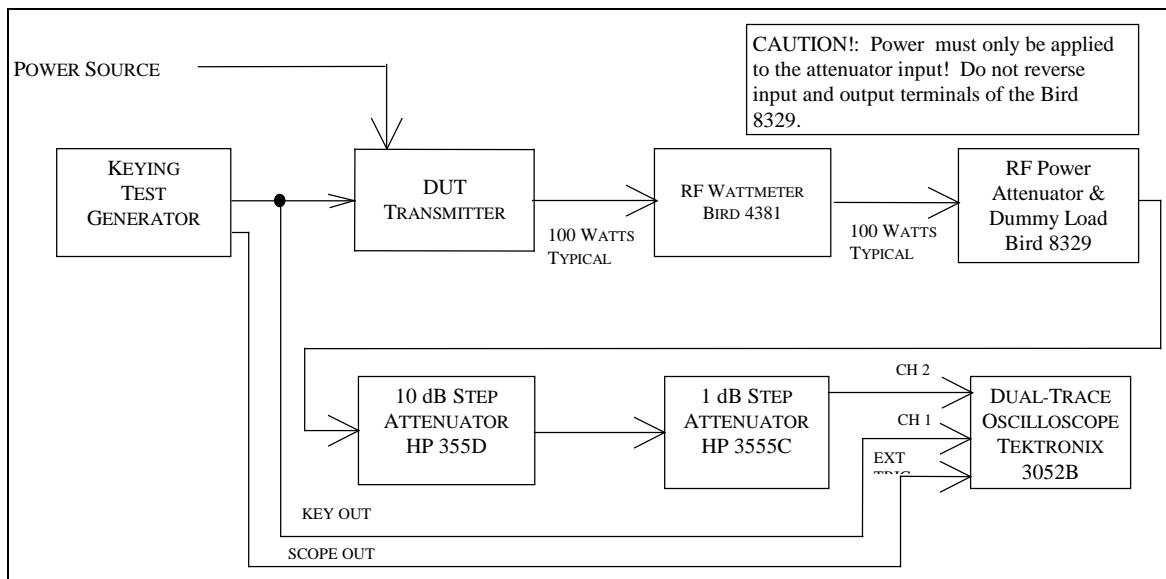 CAUTION!:  Power  must only be applied
to the attenuator input!  Do not reverse
input and output terminals of the Bird
8329.
POWER SOURCE
KEYING
TEST
GENERATOR
DUT
TRANSMITTER
100 WATTS
TYPICAL
RF WATTMETER
BIRD 4381
100 WATTS
TYPICAL
RF Power
Attenuator &
Dummy Load
Bird 8329
10 dB STEP
ATTENUATOR
HP 355D
1 dB STEP
ATTENUATOR
HP 3555C
CH 2
CH 1
EXT
TRIG
DUAL-TRACE
OSCILLOSCOPE
TEKTRONIX
3052B
KEY OUT
SCOPE OUT